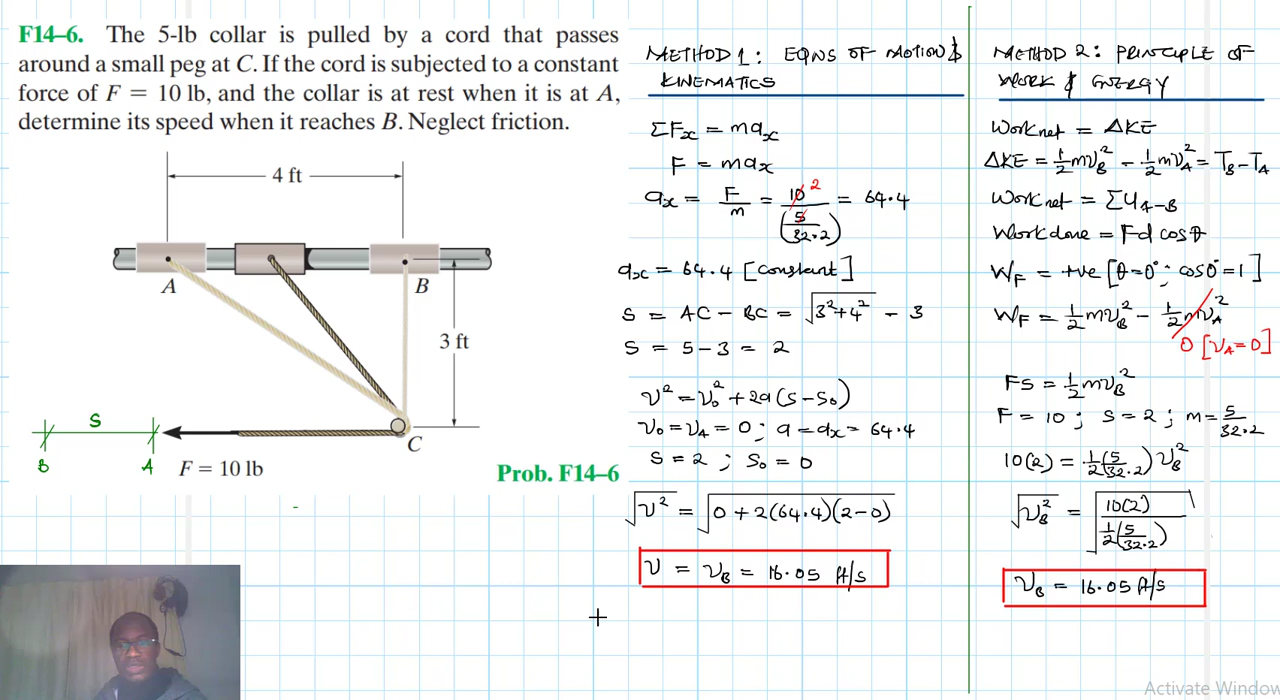 F14–6. The 5-lb collar is pulled by a cord that passes
around a small peg at C. If the cord is subjected to a constant
force of F = 10 lb, and the collar is at rest when it is at A,
determine its speed when it reaches B. Neglect friction.
4 ft
A
B
3 ft
S
B
A
F = 10 lb
C
Prob. F14–6
METHOD 1: EQNS OF MOTION &
KINEMATICS
ΣFx = max
F = max
ax = F/m = 10/(5/32.2) 2 = 64.4
ax = 64.4 [constant]
S = AC - BC = √(3²+4²) - 3
S = 5 - 3 = 2
v² = v₀² + 2a(s - s₀)
v₀ = vA = 0 ; a = ax = 64.4
S = 2 ; S₀ = 0
√v² = √(0 + 2(64.4)(2-0))
v = vB = 16.05 ft/s
METHOD 2: PRINCIPLE OF
WORK & ENERGY
Worknet = ΔKE
ΔKE = ½mvB² - ½mvA² = TB - TA
Worknet = ΣUA-B
Workdone = Fd cosθ
WF = +ve [θ=0°; cos0° = 1]
WF = ½mvB² - ½mvA²
0 [vA = 0]
FS = ½mvB²
F = 10 ; S = 2 ; m = 5/32.2
10(2) = ½(5/32.2) vB²
√vB² = √(10(2)/(½(5/32.2)))
vB = 16.05 ft/s
Activate Window